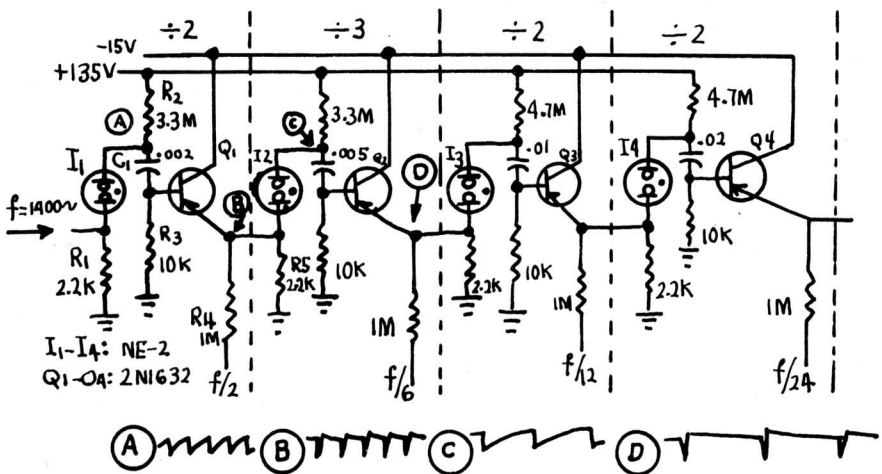 ÷2 ÷3 ÷2 ÷2
-15V
+135V
R2 3.3M
3.3M
4.7M
4.7M
A
C
I1 C1 .002 Q1
I2 .005 Q2
D
I3 .01 Q3
I4 .02 Q4
f=1400~
B
R1 2.2K
R3 10K
R5 2.2K
10K
2.2K
10K
2.2K
10K
R4 1M
1M
1M
1M
I1-I4: NE-2
Q1-Q4: 2N1632
f/2
f/6
f/12
f/24
A B C D